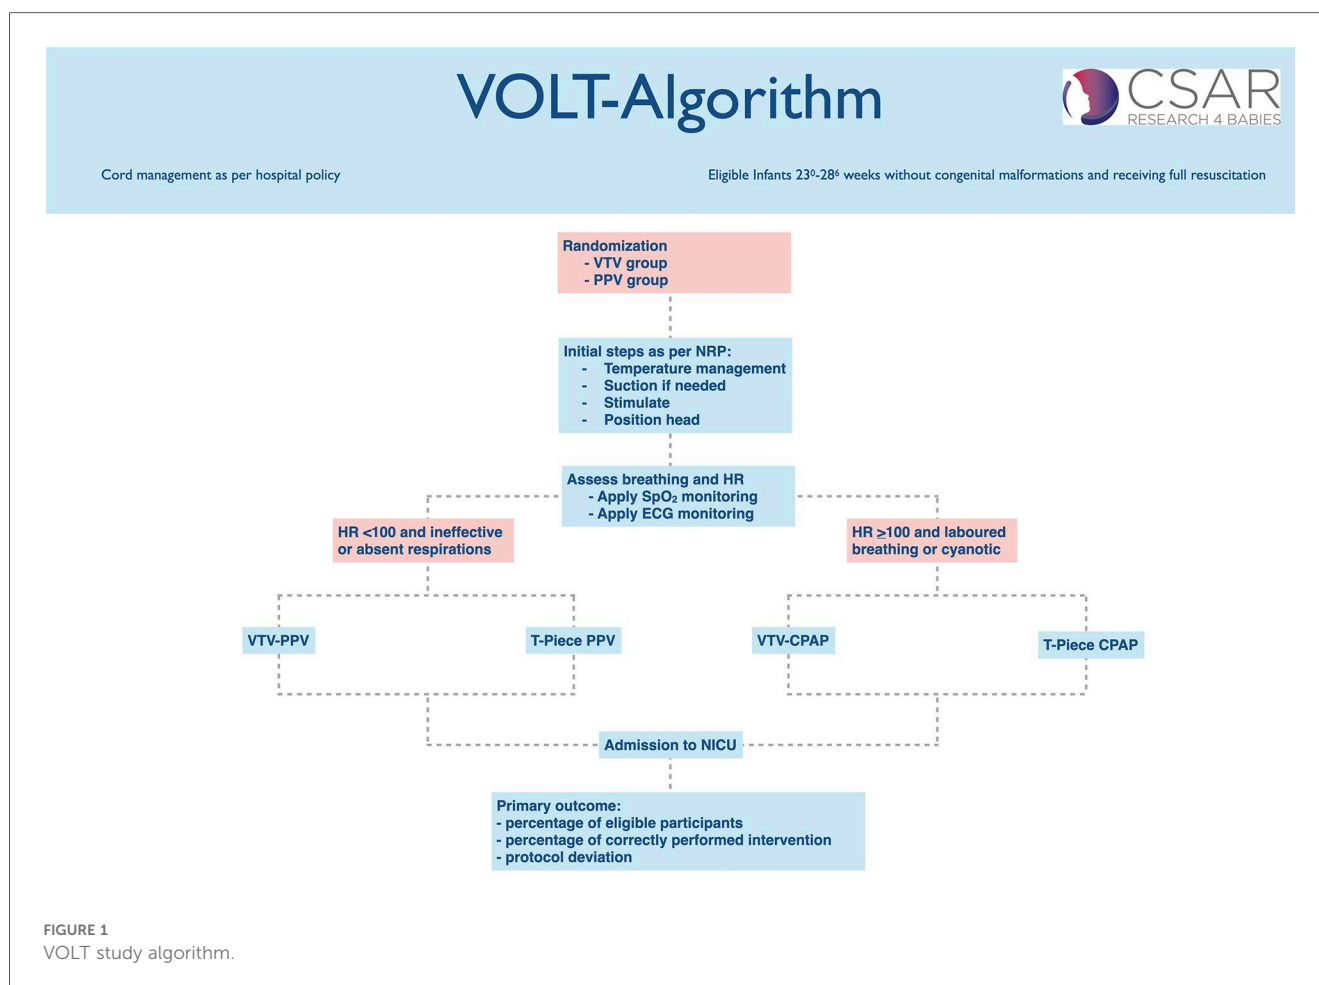 VOLT-Algorithm
CSAR
RESEARCH 4 BABIES
Cord management as per hospital policy
Eligible Infants 23⁰-28⁶ weeks without congenital malformations and receiving full resuscitation
Randomization
- VTV group
- PPV group
Initial steps as per NRP:
- Temperature management
- Suction if needed
- Stimulate
- Position head
Assess breathing and HR
- Apply SpO₂ monitoring
- Apply ECG monitoring
HR <100 and ineffective
or absent respirations
HR ≥100 and laboured
breathing or cyanotic
VTV-PPV
T-Piece PPV
VTV-CPAP
T-Piece CPAP
Admission to NICU
Primary outcome:
- percentage of eligible participants
- percentage of correctly performed intervention
- protocol deviation
FIGURE 1
VOLT study algorithm.